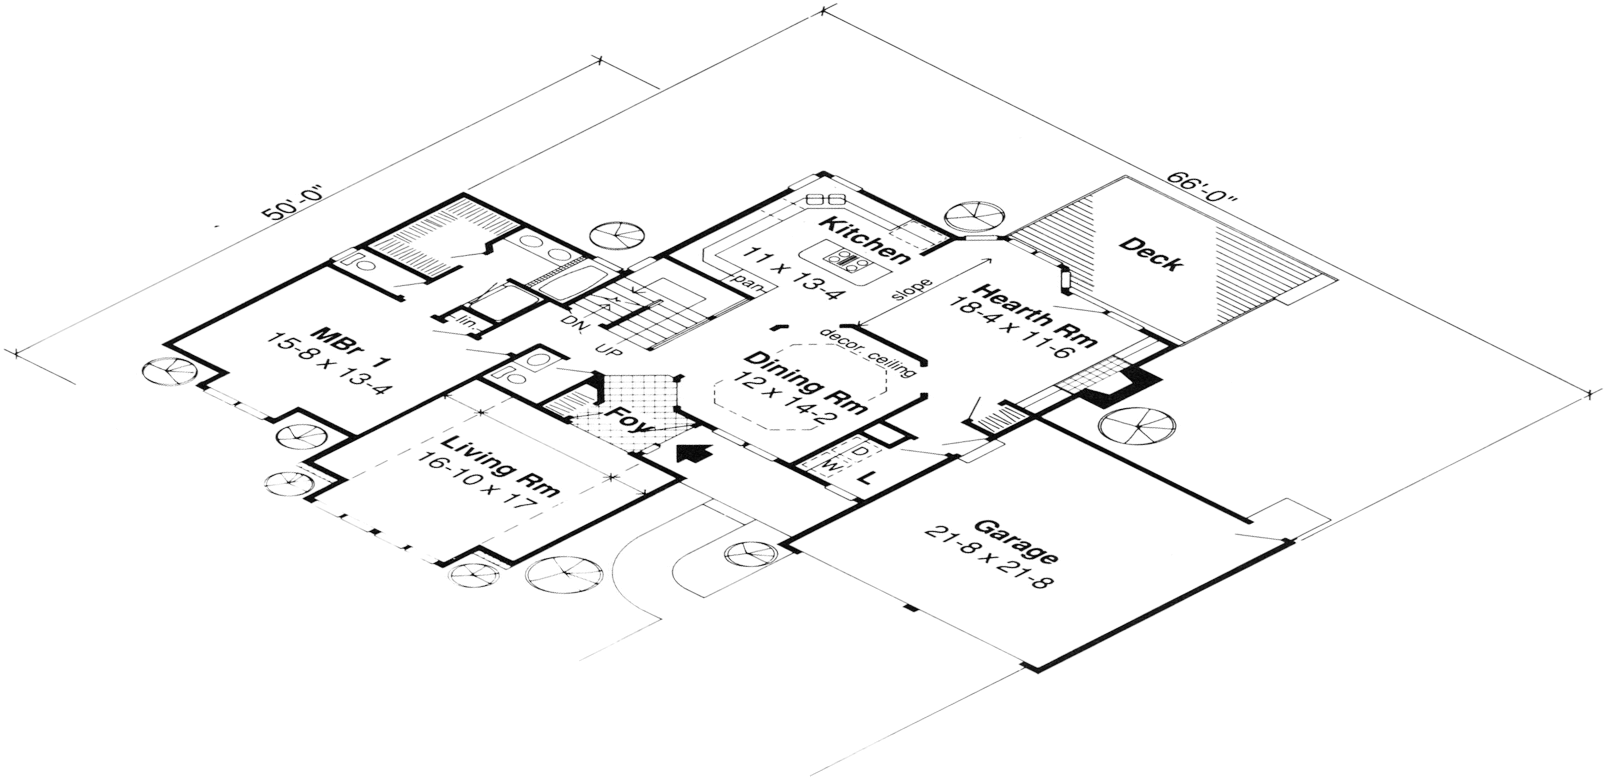 50'-0"
66'-0"
Kitchen
11 x 13-4
pan.
slope
Deck
Hearth Rm
18-4 x 11-6
decor. ceiling
Dining Rm
12 x 14-2
DN
UP
lin.
MBr 1
15-8 x 13-4
Foy
Living Rm
16-10 x 17
D
W
L
Garage
21-8 x 21-8